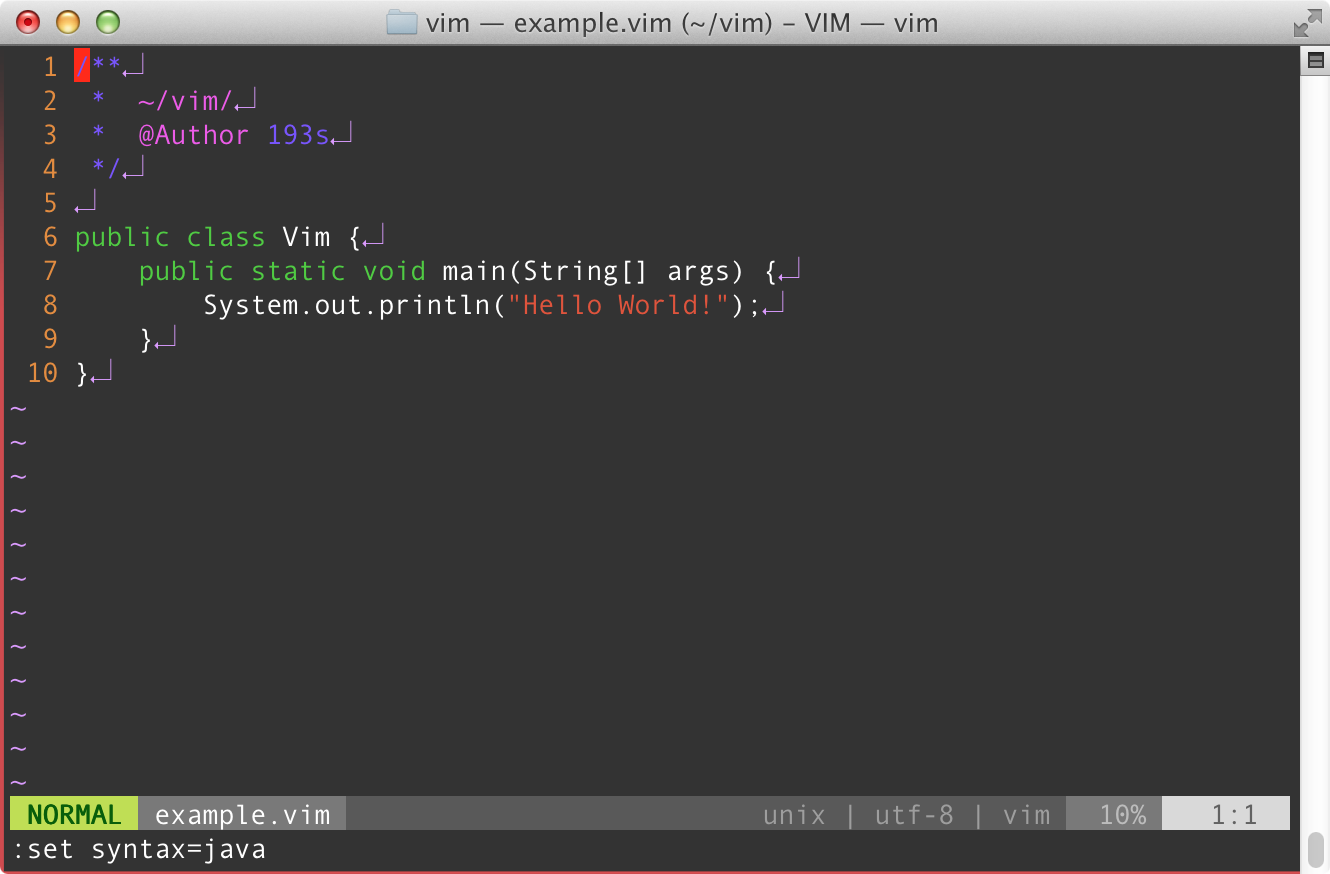 vim — example.vim (~/vim) – VIM — vim
1 /**↵
2  *  ~/vim/↵
3  *  @Author 193s↵
4  */↵
5 ↵
6 public class Vim {↵
7     public static void main(String[] args) {↵
8         System.out.println("Hello World!");↵
9     }↵
10 }↵
~
~
~
~
~
~
~
~
~
~
~
~
NORMAL example.vim unix | utf-8 | vim 10% 1:1
:set syntax=java